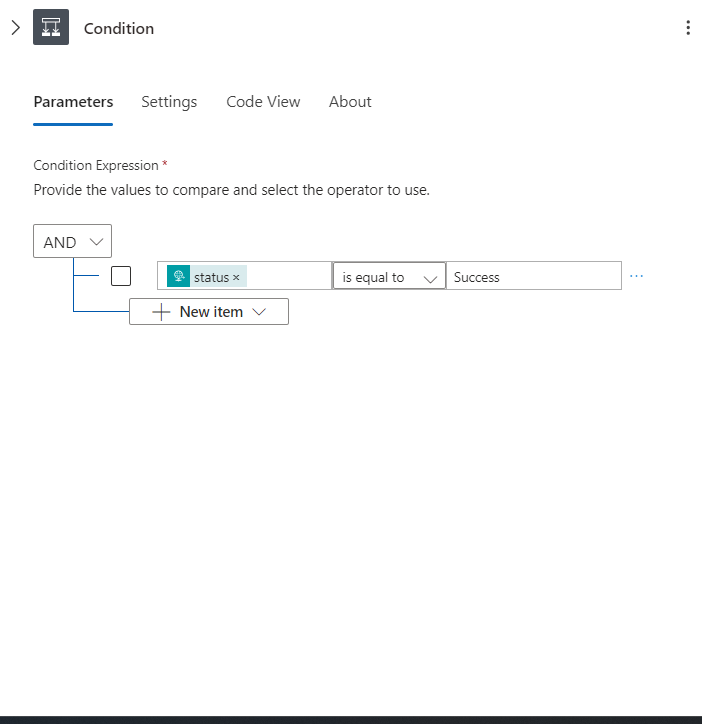 Condition
Parameters Settings Code View About
Condition Expression *
Provide the values to compare and select the operator to use.
AND
status × is equal to Success ...
New item